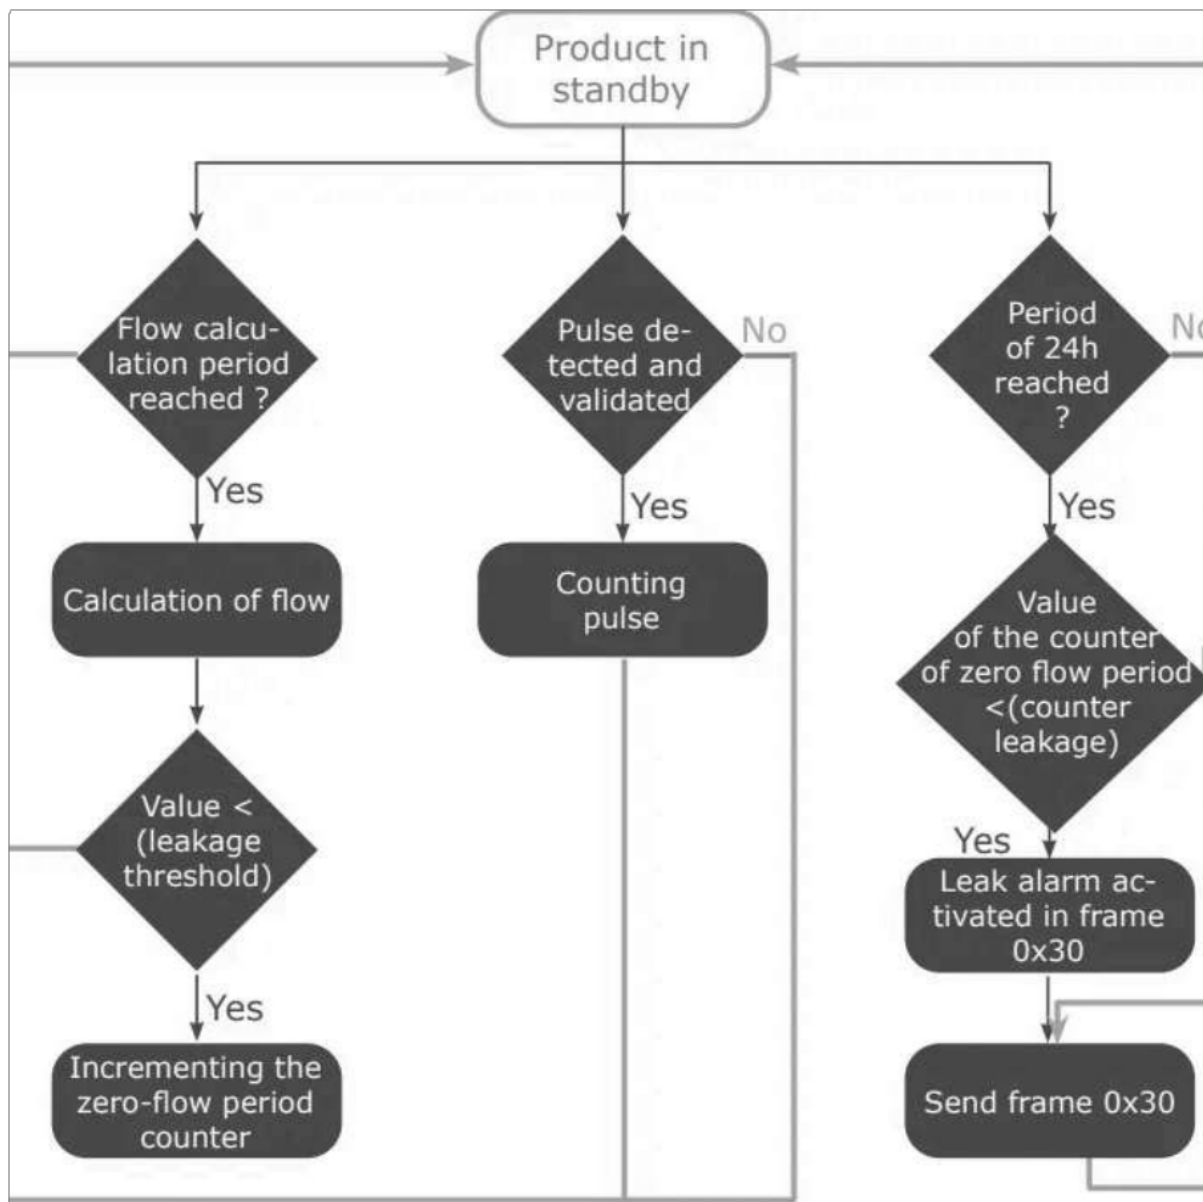 Product in
standby
Flow calcu-
lation period
reached ?
Yes
Calculation of flow
Value <
(leakage
threshold)
Yes
Incrementing the
zero-flow period
counter
Pulse de-
tected and
validated
No
Yes
Counting
pulse
Period
of 24h
reached
?
No
Yes
Value
of the counter
of zero flow period
<(counter
leakage)
Yes
Leak alarm ac-
tivated in frame
0x30
Send frame 0x30